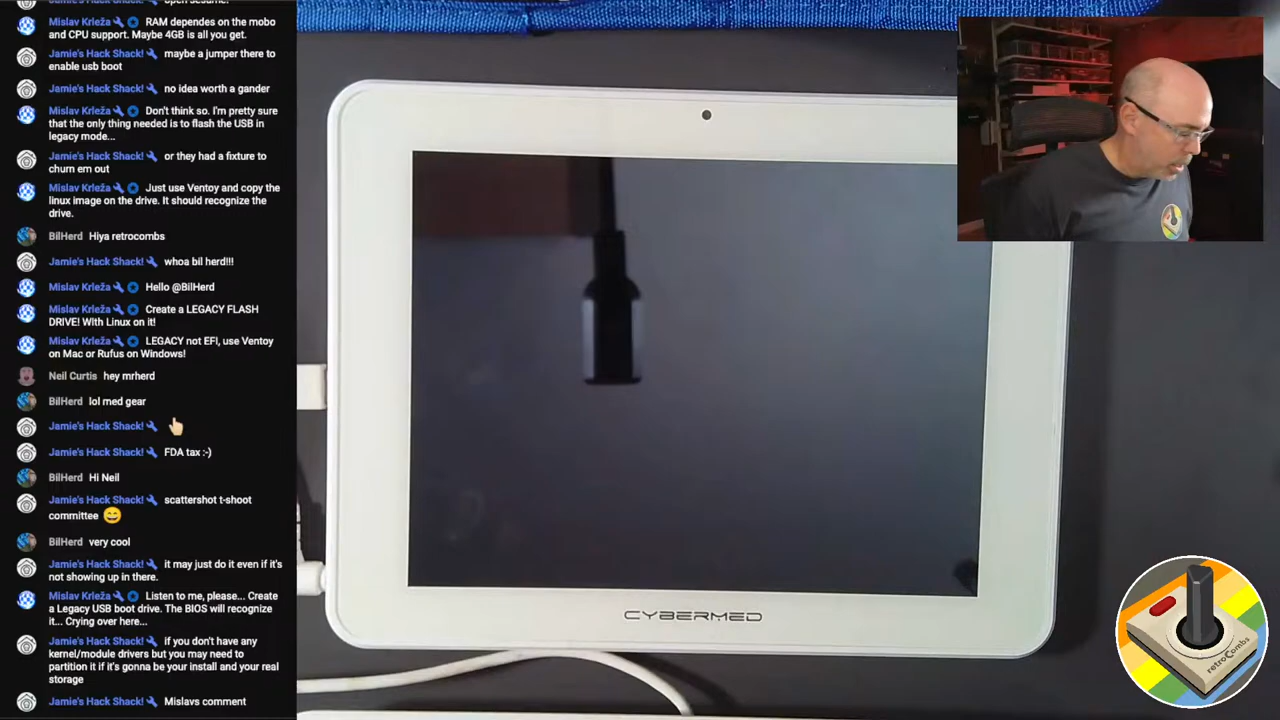 Jamie's Hack Shack! open sesame!
Mislav Krleža RAM dependes on the mobo
and CPU support. Maybe 4GB is all you get.
Jamie's Hack Shack! maybe a jumper there to
enable usb boot
Jamie's Hack Shack! no idea worth a gander
Mislav Krleža Don't think so. I'm pretty sure
that the only thing needed is to flash the USB in
legacy mode...
Jamie's Hack Shack! or they had a fixture to
churn em out
Mislav Krleža Just use Ventoy and copy the
linux image on the drive. It should recognize the
drive.
BilHerd Hiya retrocombs
Jamie's Hack Shack! whoa bil herd!!!
Mislav Krleža Hello @BilHerd
Mislav Krleža Create a LEGACY FLASH
DRIVE! WIth Linux on it!
Mislav Krleža LEGACY not EFI, use Ventoy
on Mac or Rufus on Windows!
Neil Curtis hey mrherd
BilHerd lol med gear
Jamie's Hack Shack!
Jamie's Hack Shack! FDA tax :-)
BilHerd Hi Neil
Jamie's Hack Shack! scattershot t-shoot
committee
BilHerd very cool
Jamie's Hack Shack! it may just do it even if it's
not showing up in there.
Mislav Krleža Listen to me, please... Create
a Legacy USB boot drive. The BIOS will recognize
it... Crying over here...
Jamie's Hack Shack! if you don't have any
kernel/module drivers but you may need to
partition it if it's gonna be your install and your real
storage
Jamie's Hack Shack! Mislavs comment
CYBERMED
retroCombs